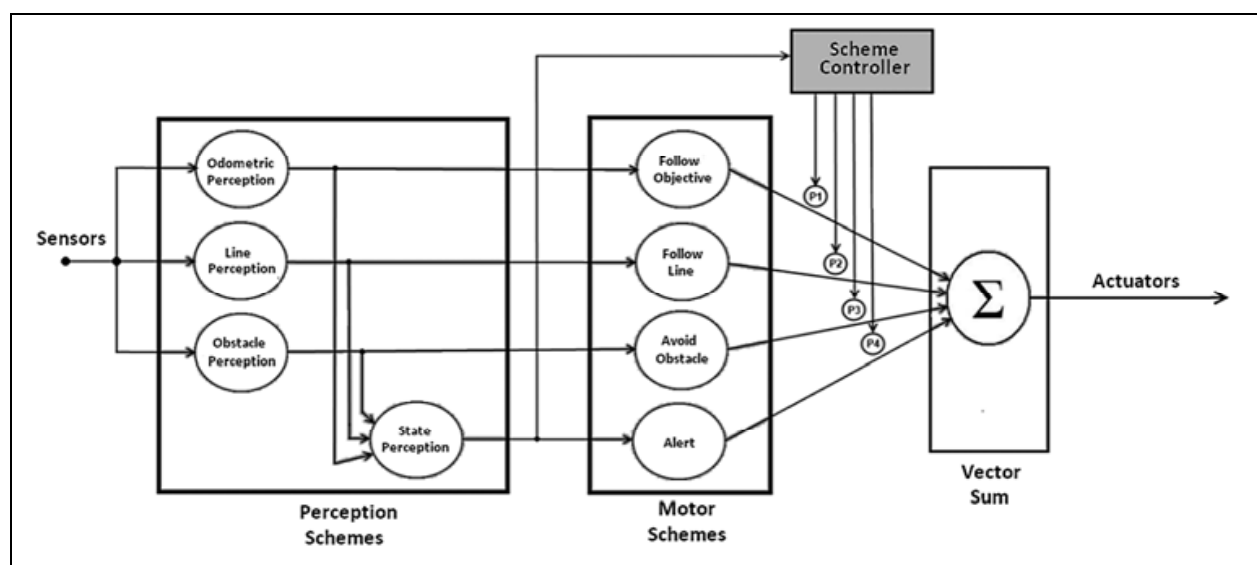 Scheme
Controller
Odometric
Perception
Follow
Objective
P1
Sensors
Line
Perception
Follow
Line
P2
Actuators
Σ
P3
Obstacle
Perception
Avoid
Obstacle
P4
State
Perception
Alert
Perception
Schemes
Motor
Schemes
Vector
Sum